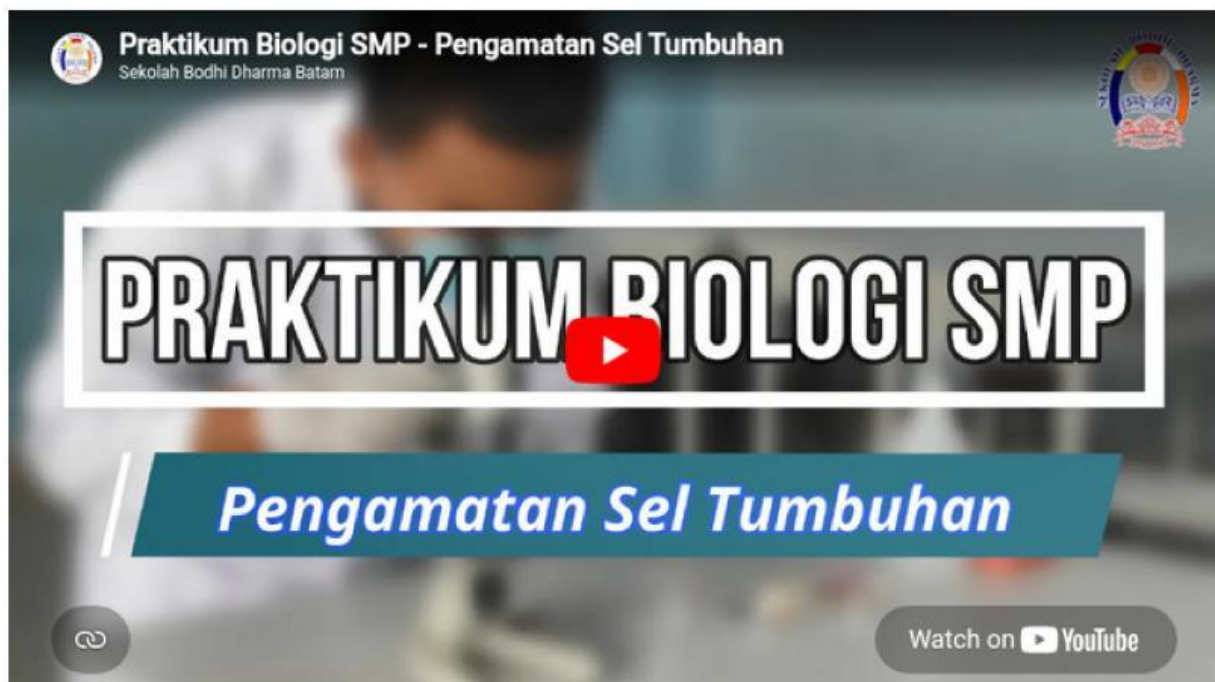 Praktikum Biologi SMP - Pengamatan Sel Tumbuhan
Sekolah Bodhi Dharma Batam
PRAKTIKUM BIOLOGI SMP
Pengamatan Sel Tumbuhan
Watch on YouTube